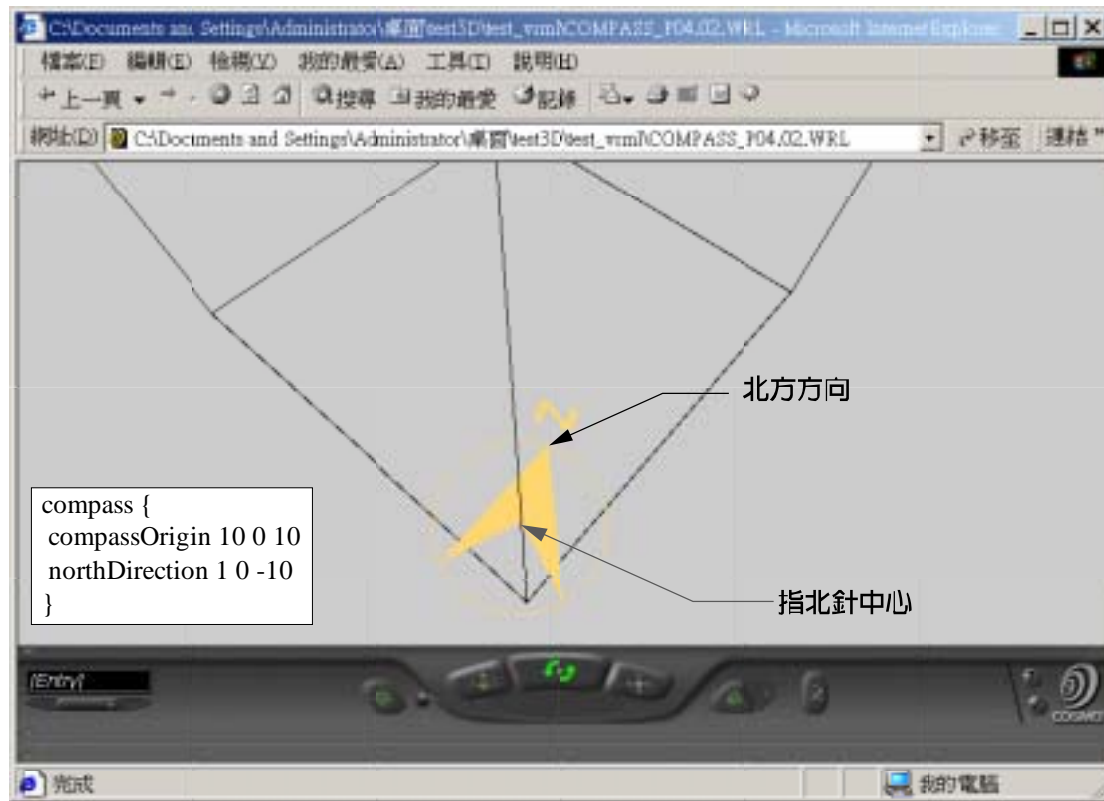 C:\Documents and Settings\Administrator\桌面\test3D\test_vrml\COMPASS_P04.02.WRL - Microsoft Internet Explorer
檔案(F) 編輯(E) 檢視(V) 我的最愛(A) 工具(T) 說明(H)
上一頁 搜尋 我的最愛 記錄
網址(D) C:\Documents and Settings\Administrator\桌面\test3D\test_vrml\COMPASS_P04.02.WRL 移至 連結 »
北方方向
compass {
compassOrigin 10 0 10
northDirection 1 0 -10
}
指北針中心
[Entry]
COSMO
完成 我的電腦